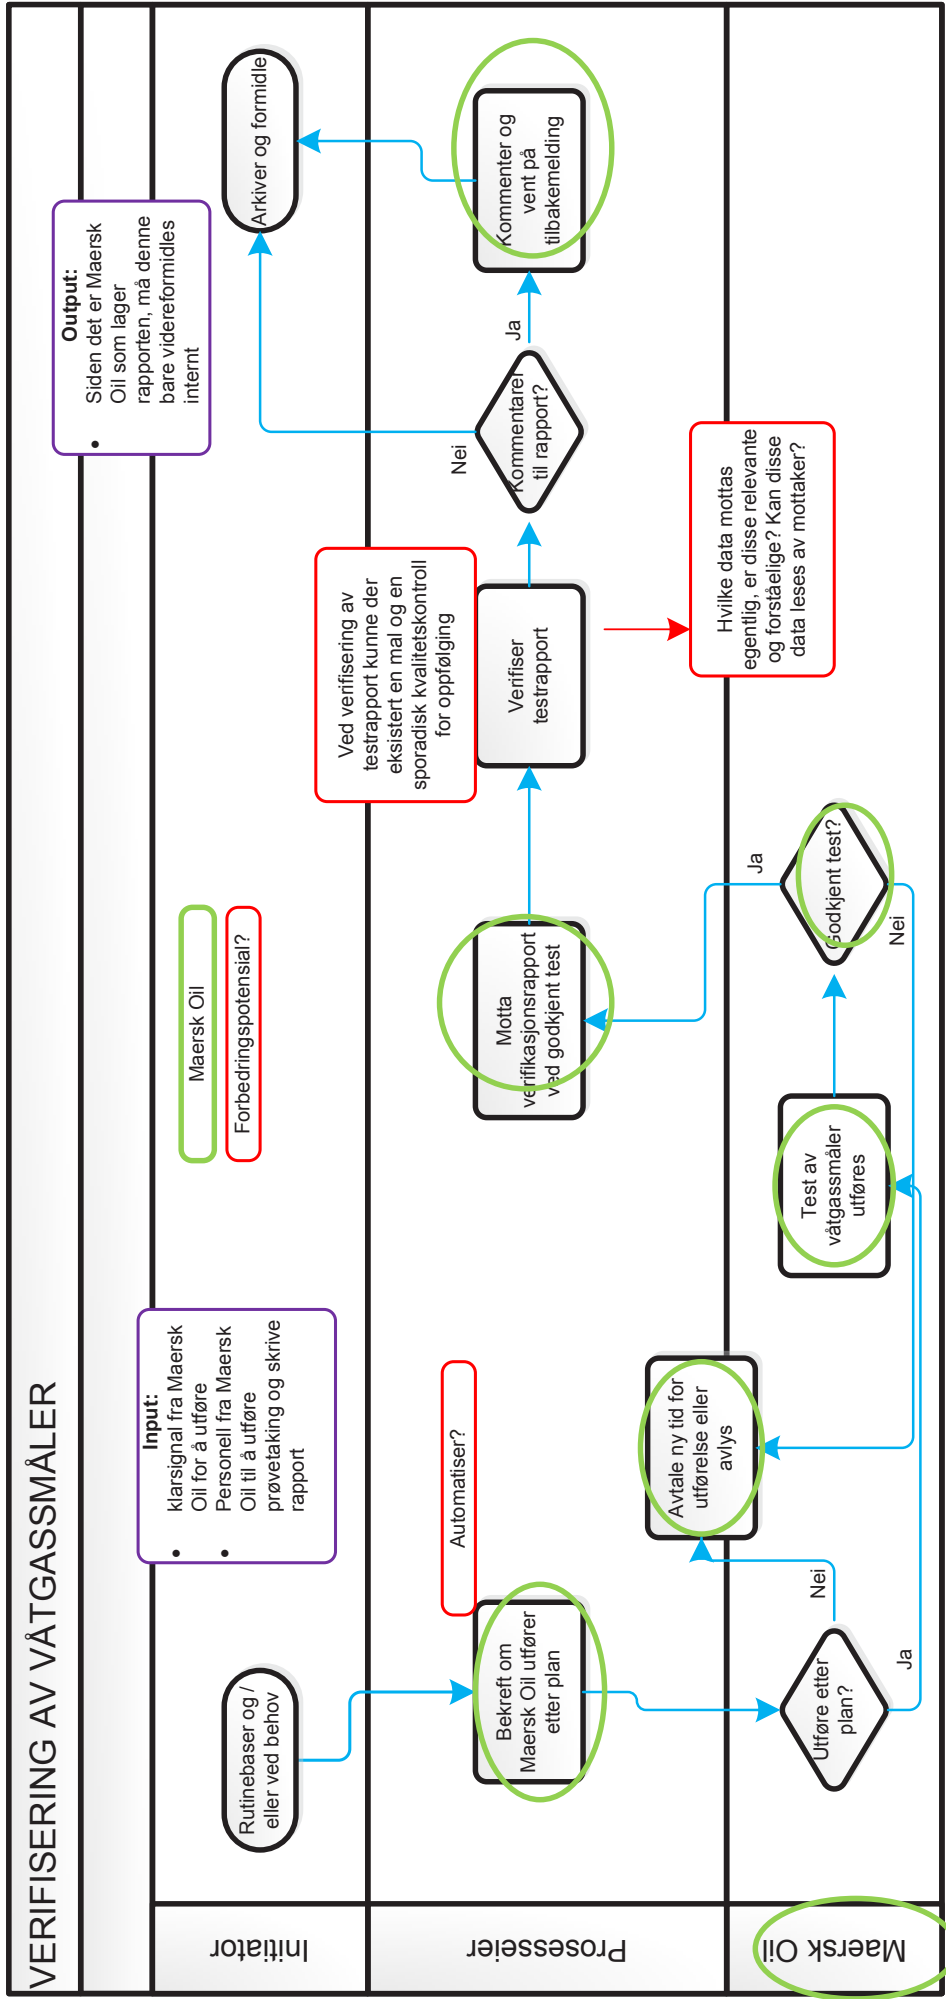 VERIFISERING AV VÅTGASSMÅLER
Initiator
Rutinebaser og /
eller ved behov
Input:
• klarsignal fra Maersk
Oil for å utføre
• Personell fra Maersk
Oil til å utføre
prøvetaking og skrive
rapport
Maersk Oil
Forbedringspotensial?
Output:
• Siden det er Maersk
Oil som lager
rapporten, må denne
bare videreformidles
internt
Arkiver og formidle
Prosesseier
Bekreft om
Maersk Oil utfører
etter plan
Automatiser?
Avtale ny tid for
utførelse eller
avlys
Motta
verifikasjonsrapport
ved godkjent test
Ved verifisering av
testrapport kunne der
eksistert en mal og en
sporadisk kvalitetskontroll
for oppfølging
Verifiser
testrapport
Kommentarer
til rapport?
Nei
Ja
Kommenter og
vent på
tilbakemelding
Hvilke data mottas
egentlig, er disse relevante
og forståelige? Kan disse
data leses av mottaker?
Maersk Oil
Utføre etter
plan?
Nei
Ja
Test av
våtgassmåler
utføres
Godkjent test?
Ja
Nei